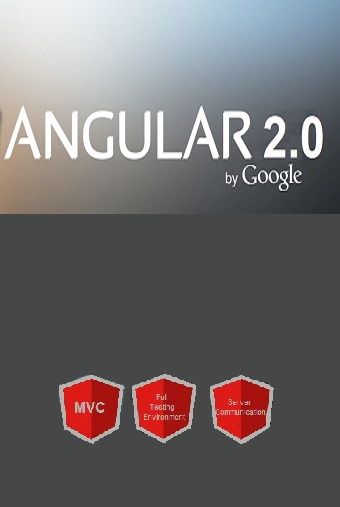 ANGULAR 2.0
by Google
MVC
Full
Testing
Environment
Server
Communication